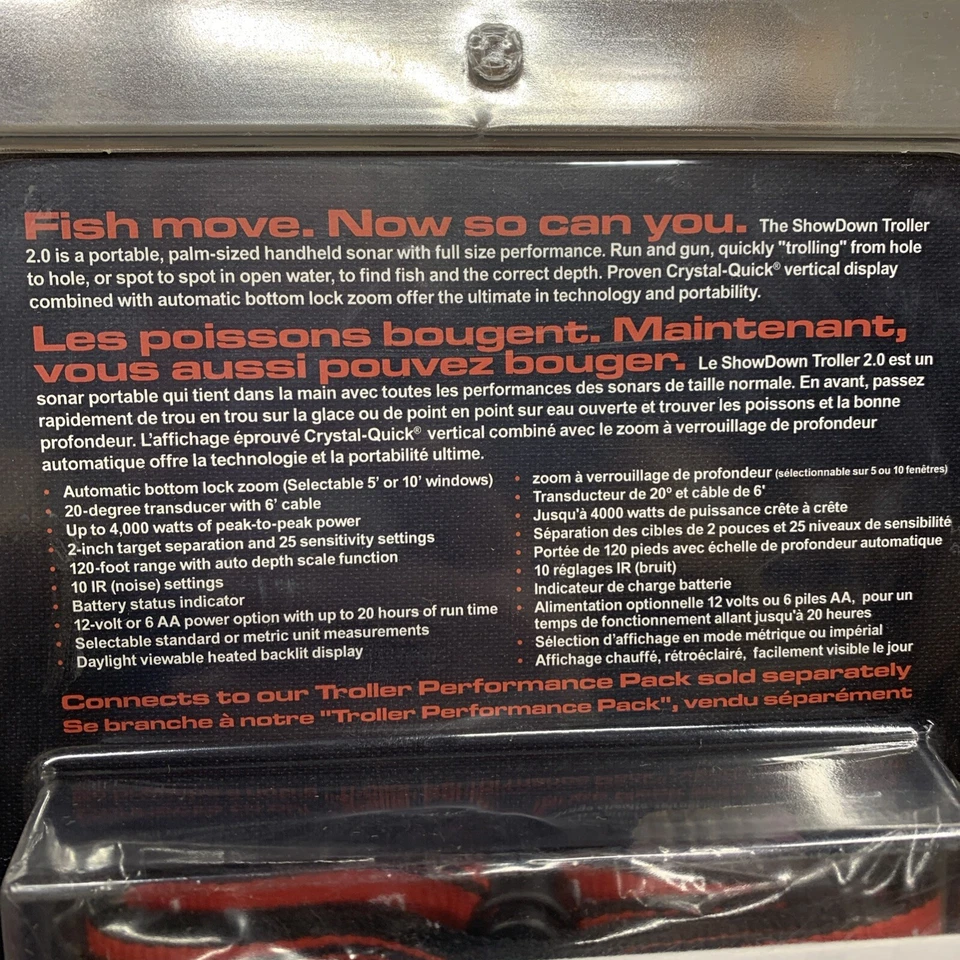 Fish move. Now so can you. The ShowDown Troller
2.0 is a portable, palm-sized handheld sonar with full size performance. Run and gun, quickly "trolling" from hole
to hole, or spot to spot in open water, to find fish and the correct depth. Proven Crystal-Quick® vertical display
combined with automatic bottom lock zoom offer the ultimate in technology and portability.
Les poissons bougent. Maintenant,
vous aussi pouvez bouger. Le ShowDown Troller 2.0 est un
sonar portable qui tient dans la main avec toutes les performances des sonars de taille normale. En avant, passez
rapidement de trou en trou sur la glace ou de point en point sur eau ouverte et trouver les poissons et la bonne
profondeur. L'affichage éprouvé Crystal-Quick® vertical combiné avec le zoom à verrouillage de profondeur
automatique offre la technologie et la portabilité ultime.
• Automatic bottom lock zoom (Selectable 5' or 10' windows)
• 20-degree transducer with 6' cable
• Up to 4,000 watts of peak-to-peak power
• 2-inch target separation and 25 sensitivity settings
• 120-foot range with auto depth scale function
• 10 IR (noise) settings
• Battery status indicator
• 12-volt or 6 AA power option with up to 20 hours of run time
• Selectable standard or metric unit measurements
• Daylight viewable heated backlit display
• zoom à verrouillage de profondeur (sélectionnable sur 5 ou 10 fenêtres)
• Transducteur de 20º et câble de 6'
• Jusqu'à 4000 watts de puissance crête à crête
• Séparation des cibles de 2 pouces et 25 niveaux de sensibilité
• Portée de 120 pieds avec échelle de profondeur automatique
• 10 réglages IR (bruit)
• Indicateur de charge batterie
• Alimentation optionnelle 12 volts ou 6 piles AA, pour un
temps de fonctionnement allant jusqu'à 20 heures
• Sélection d'affichage en mode métrique ou impérial
• Affichage chauffé, rétroéclairé, facilement visible le jour
Connects to our Troller Performance Pack sold separately
Se branche à notre "Troller Performance Pack", vendu séparément